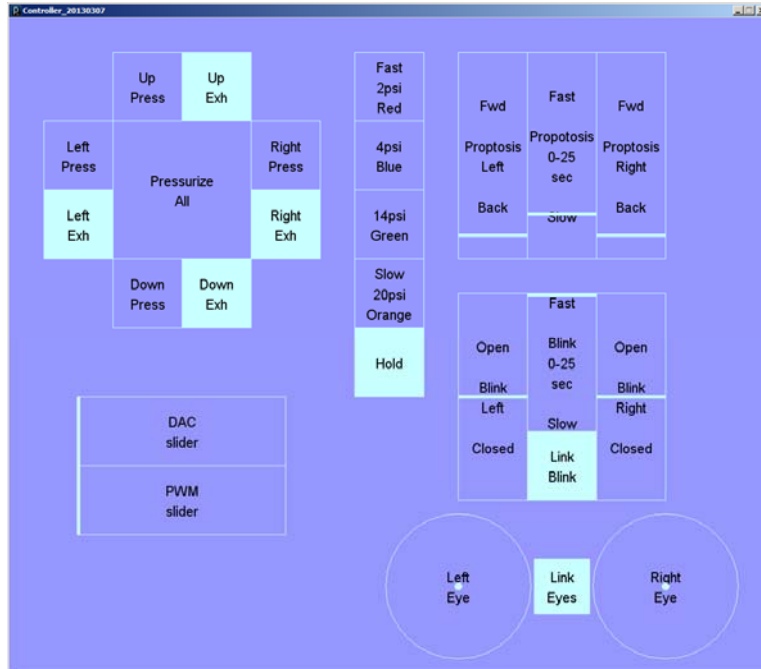 Controller_20130307
Up
Press
Up
Exh
Left
Press
Pressurize
All
Right
Press
Left
Exh
Right
Exh
Down
Press
Down
Exh
Fast
2psi
Red
4psi
Blue
14psi
Green
Slow
20psi
Orange
Hold
Fwd
Proptosis
Left
Back
Fast
Propotosis
0-25
sec
Slow
Fwd
Proptosis
Right
Back
Open
Blink
Left
Closed
Fast
Blink
0-25
sec
Slow
Link
Blink
Open
Blink
Right
Closed
DAC
slider
PWM
slider
Left
Eye
Link
Eyes
Right
Eye